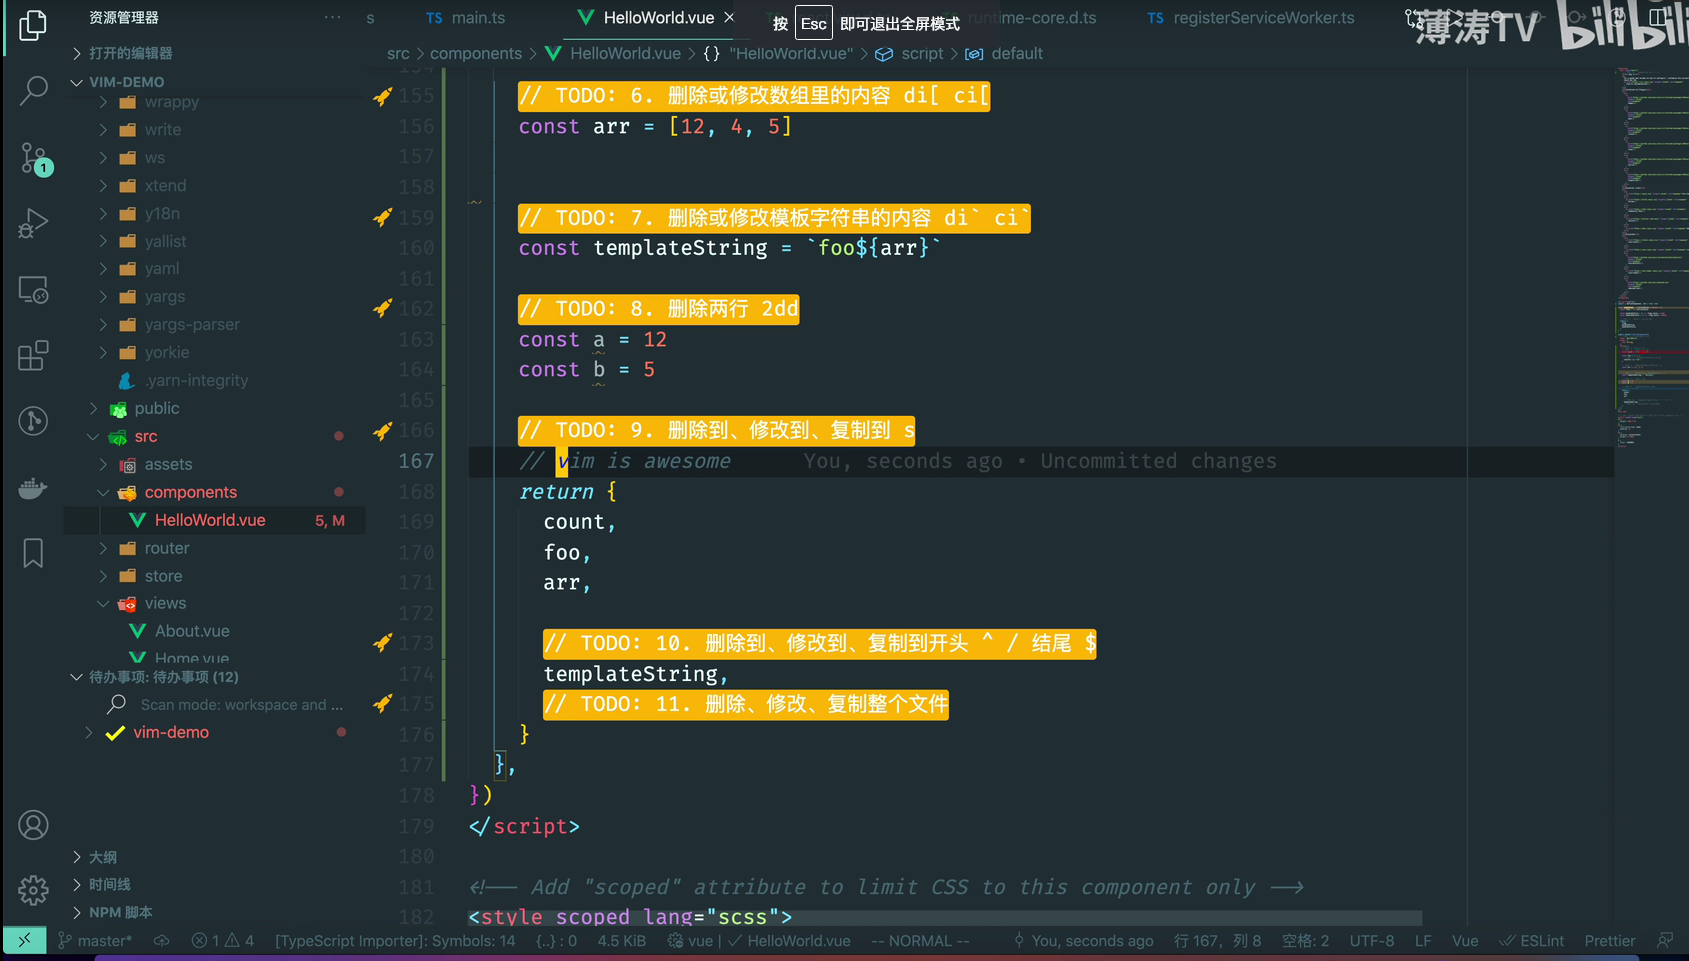 资源管理器 ··· s TS main.ts HelloWorld.vue × 按 Esc 即可退出全屏模式 untime-core.d.ts TS registerServiceWorker.ts
薄涛TV bilibili
打开的编辑器 src > components > HelloWorld.vue > {} "HelloWorld.vue" > script > default
VIM-DEMO
wrappy
write
ws
xtend
y18n
yallist
yaml
yargs
yargs-parser
yorkie
.yarn-integrity
public
src
assets
components
HelloWorld.vue 5, M
router
store
views
About.vue
Home.vue
待办事项: 待办事项 (12)
Scan mode: workspace and ...
vim-demo
大纲
时间线
NPM 脚本
1
155 // TODO: 6. 删除或修改数组里的内容 di[ ci[
156 const arr = [12, 4, 5]
157
158
159 // TODO: 7. 删除或修改模板字符串的内容 di` ci`
160 const templateString = `foo${arr}`
161
162 // TODO: 8. 删除两行 2dd
163 const a = 12
164 const b = 5
165
166 // TODO: 9. 删除到、修改到、复制到 s
167 // vim is awesome You, seconds ago • Uncommitted changes
168 return {
169 count,
170 foo,
171 arr,
172
173 // TODO: 10. 删除到、修改到、复制到开头 ^ / 结尾 $
174 templateString,
175 // TODO: 11. 删除、修改、复制整个文件
176 }
177 },
178 })
179 </script>
180
181 <!-- Add "scoped" attribute to limit CSS to this component only -->
182 <style scoped lang="scss">
master* 1 4 [TypeScript Importer]: Symbols: 14 {..} : 0 4.5 KiB vue | ✓ HelloWorld.vue -- NORMAL -- You, seconds ago 行 167，列 8 空格: 2 UTF-8 LF Vue ESLint Prettier